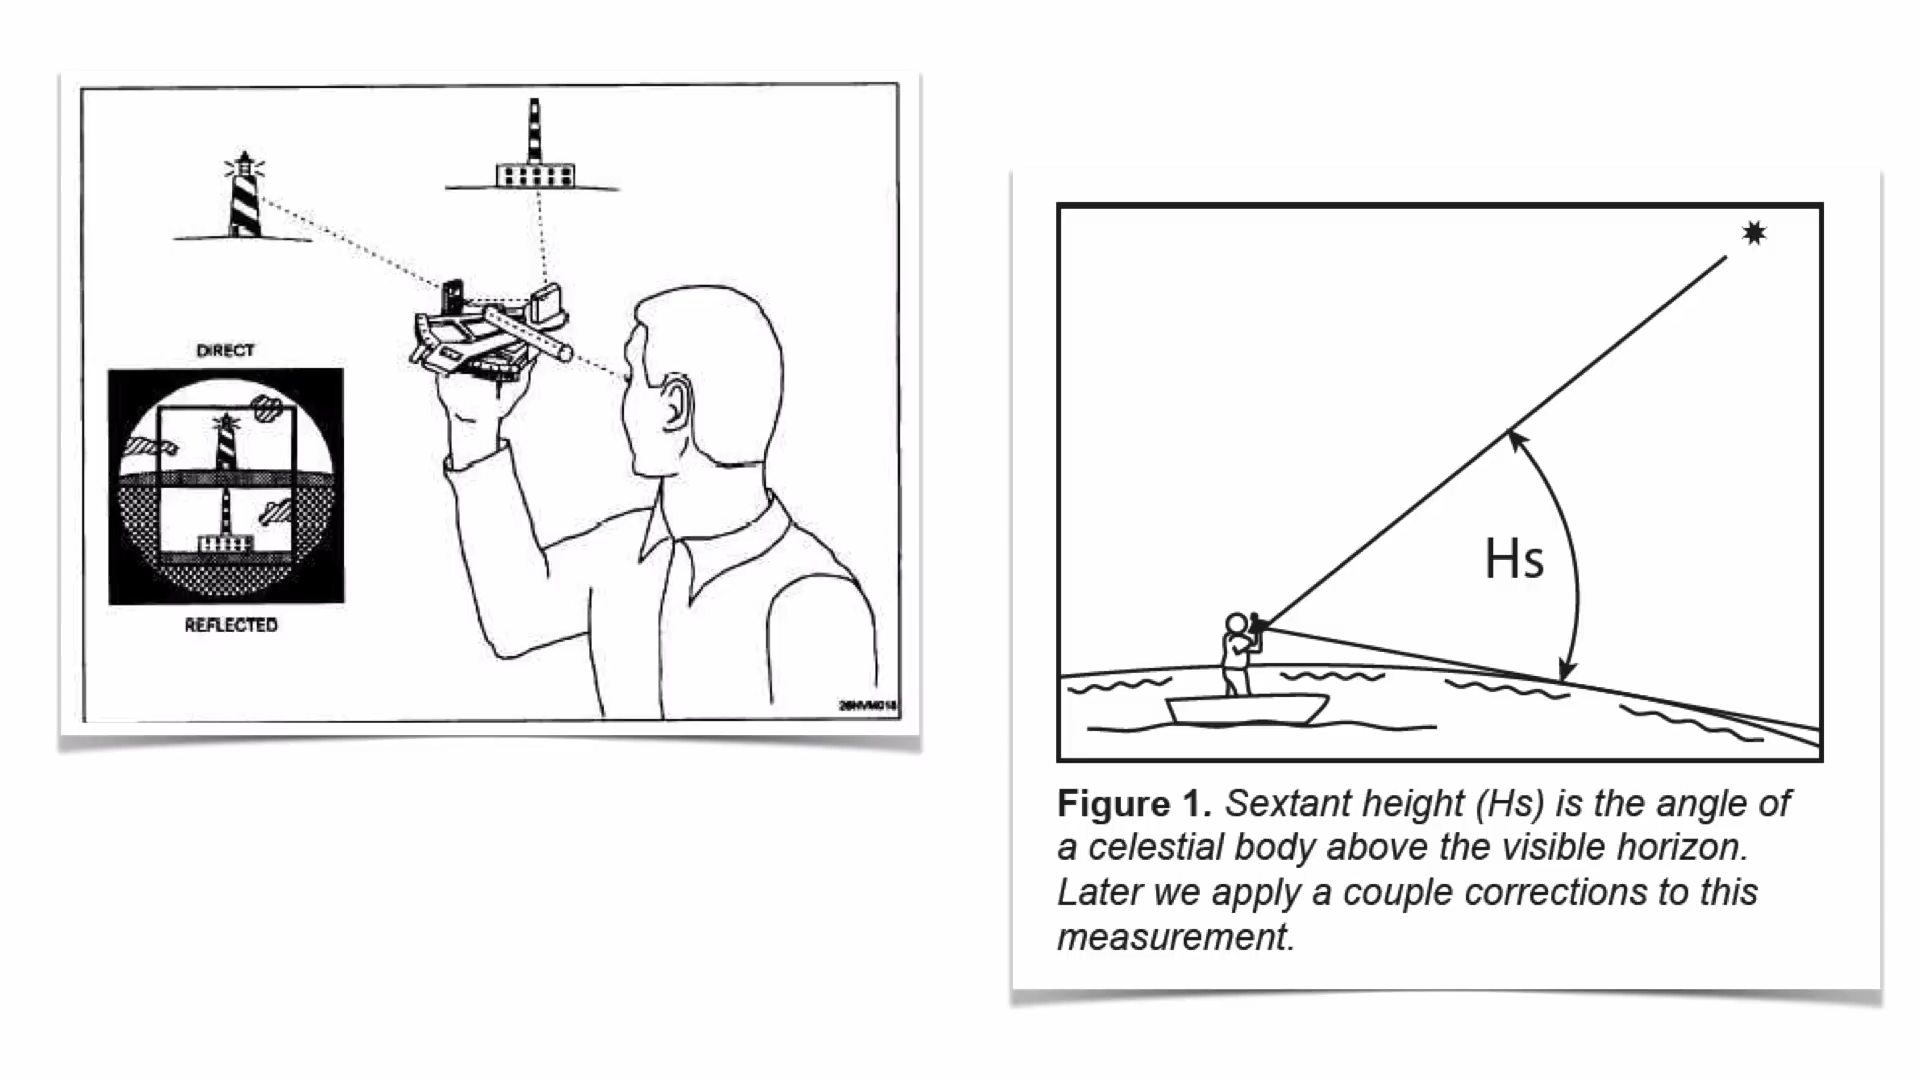 DIRECT
REFLECTED
26NVM018
Hs
Figure 1. Sextant height (Hs) is the angle of
a celestial body above the visible horizon.
Later we apply a couple corrections to this
measurement.